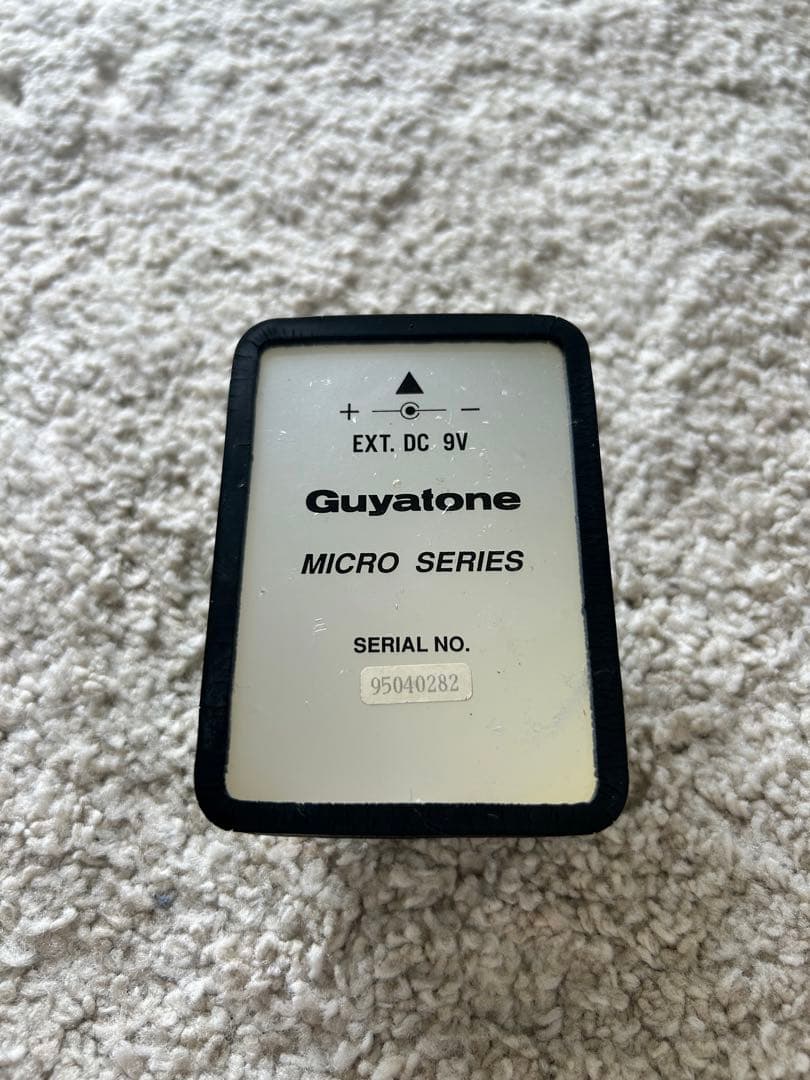 + −
EXT. DC 9V
Guyatone
MICRO SERIES
SERIAL NO.
95040282